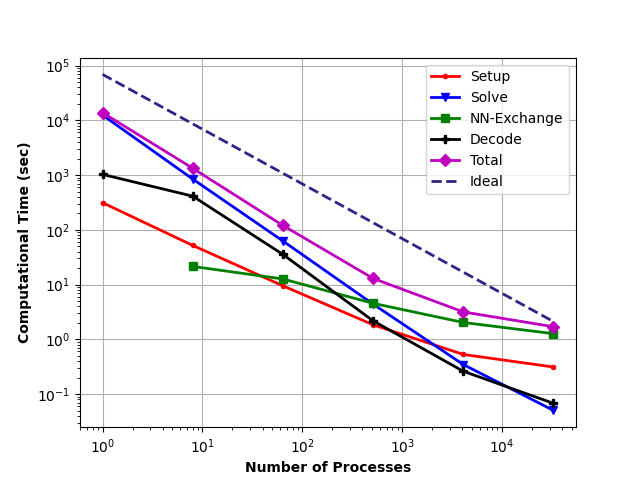 10^5
10^4
10^3
10^2
10^1
10^0
10^−1
Computational Time (sec)
Setup
Solve
NN-Exchange
Decode
Total
Ideal
10^0 10^1 10^2 10^3 10^4
Number of Processes